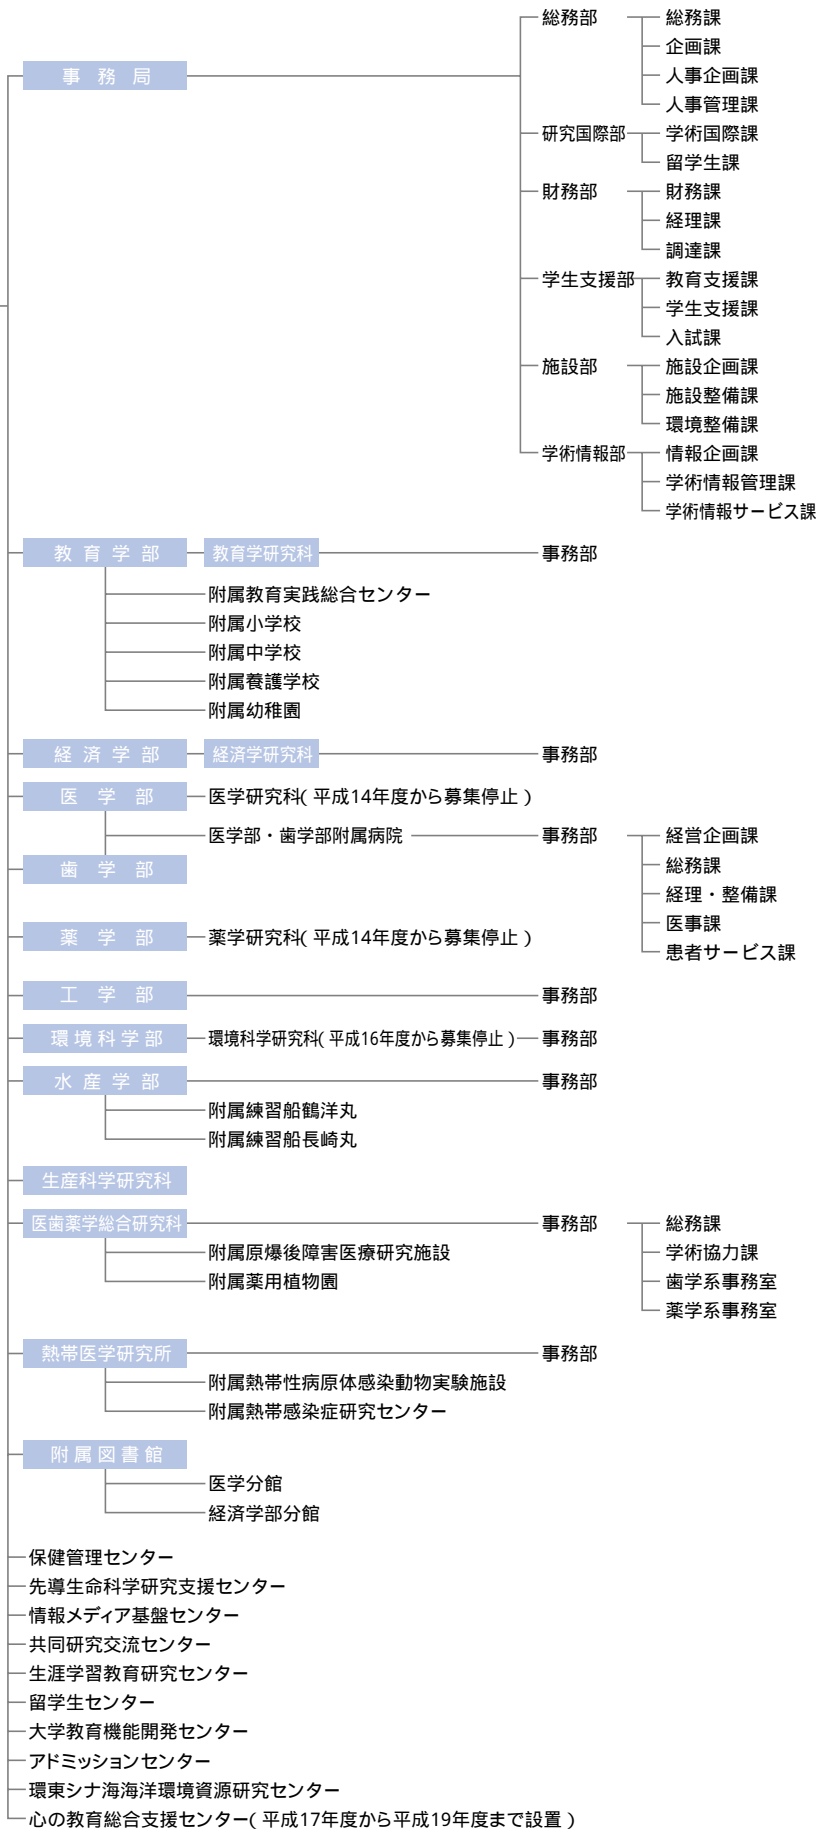 総務部 総務課
企画課
事務局 人事企画課
人事管理課
研究国際部 学術国際課
留学生課
財務部 財務課
経理課
調達課
学生支援部 教育支援課
学生支援課
入試課
施設部 施設企画課
施設整備課
環境整備課
学術情報部 情報企画課
学術情報管理課
学術情報サービス課
教育学部 教育学研究科 事務部
附属教育実践総合センター
附属小学校
附属中学校
附属養護学校
附属幼稚園
経済学部 経済学研究科 事務部
医学部 医学研究科(平成14年度から募集停止)
医学部・歯学部附属病院 事務部 経営企画課
歯学部 総務課
経理・整備課
医事課
薬学部 薬学研究科(平成14年度から募集停止)
患者サービス課
工学部 事務部
環境科学部 環境科学研究科(平成16年度から募集停止) 事務部
水産学部 事務部
附属練習船鶴洋丸
附属練習船長崎丸
生産科学研究科
医歯薬学総合研究科 事務部 総務課
附属原爆後障害医療研究施設 学術協力課
附属薬用植物園 歯学系事務室
薬学系事務室
熱帯医学研究所 事務部
附属熱帯性病原体感染動物実験施設
附属熱帯感染症研究センター
附属図書館
医学分館
経済学部分館
保健管理センター
先導生命科学研究支援センター
情報メディア基盤センター
共同研究交流センター
生涯学習教育研究センター
留学生センター
大学教育機能開発センター
アドミッションセンター
環東シナ海海洋環境資源研究センター
心の教育総合支援センター(平成17年度から平成19年度まで設置)